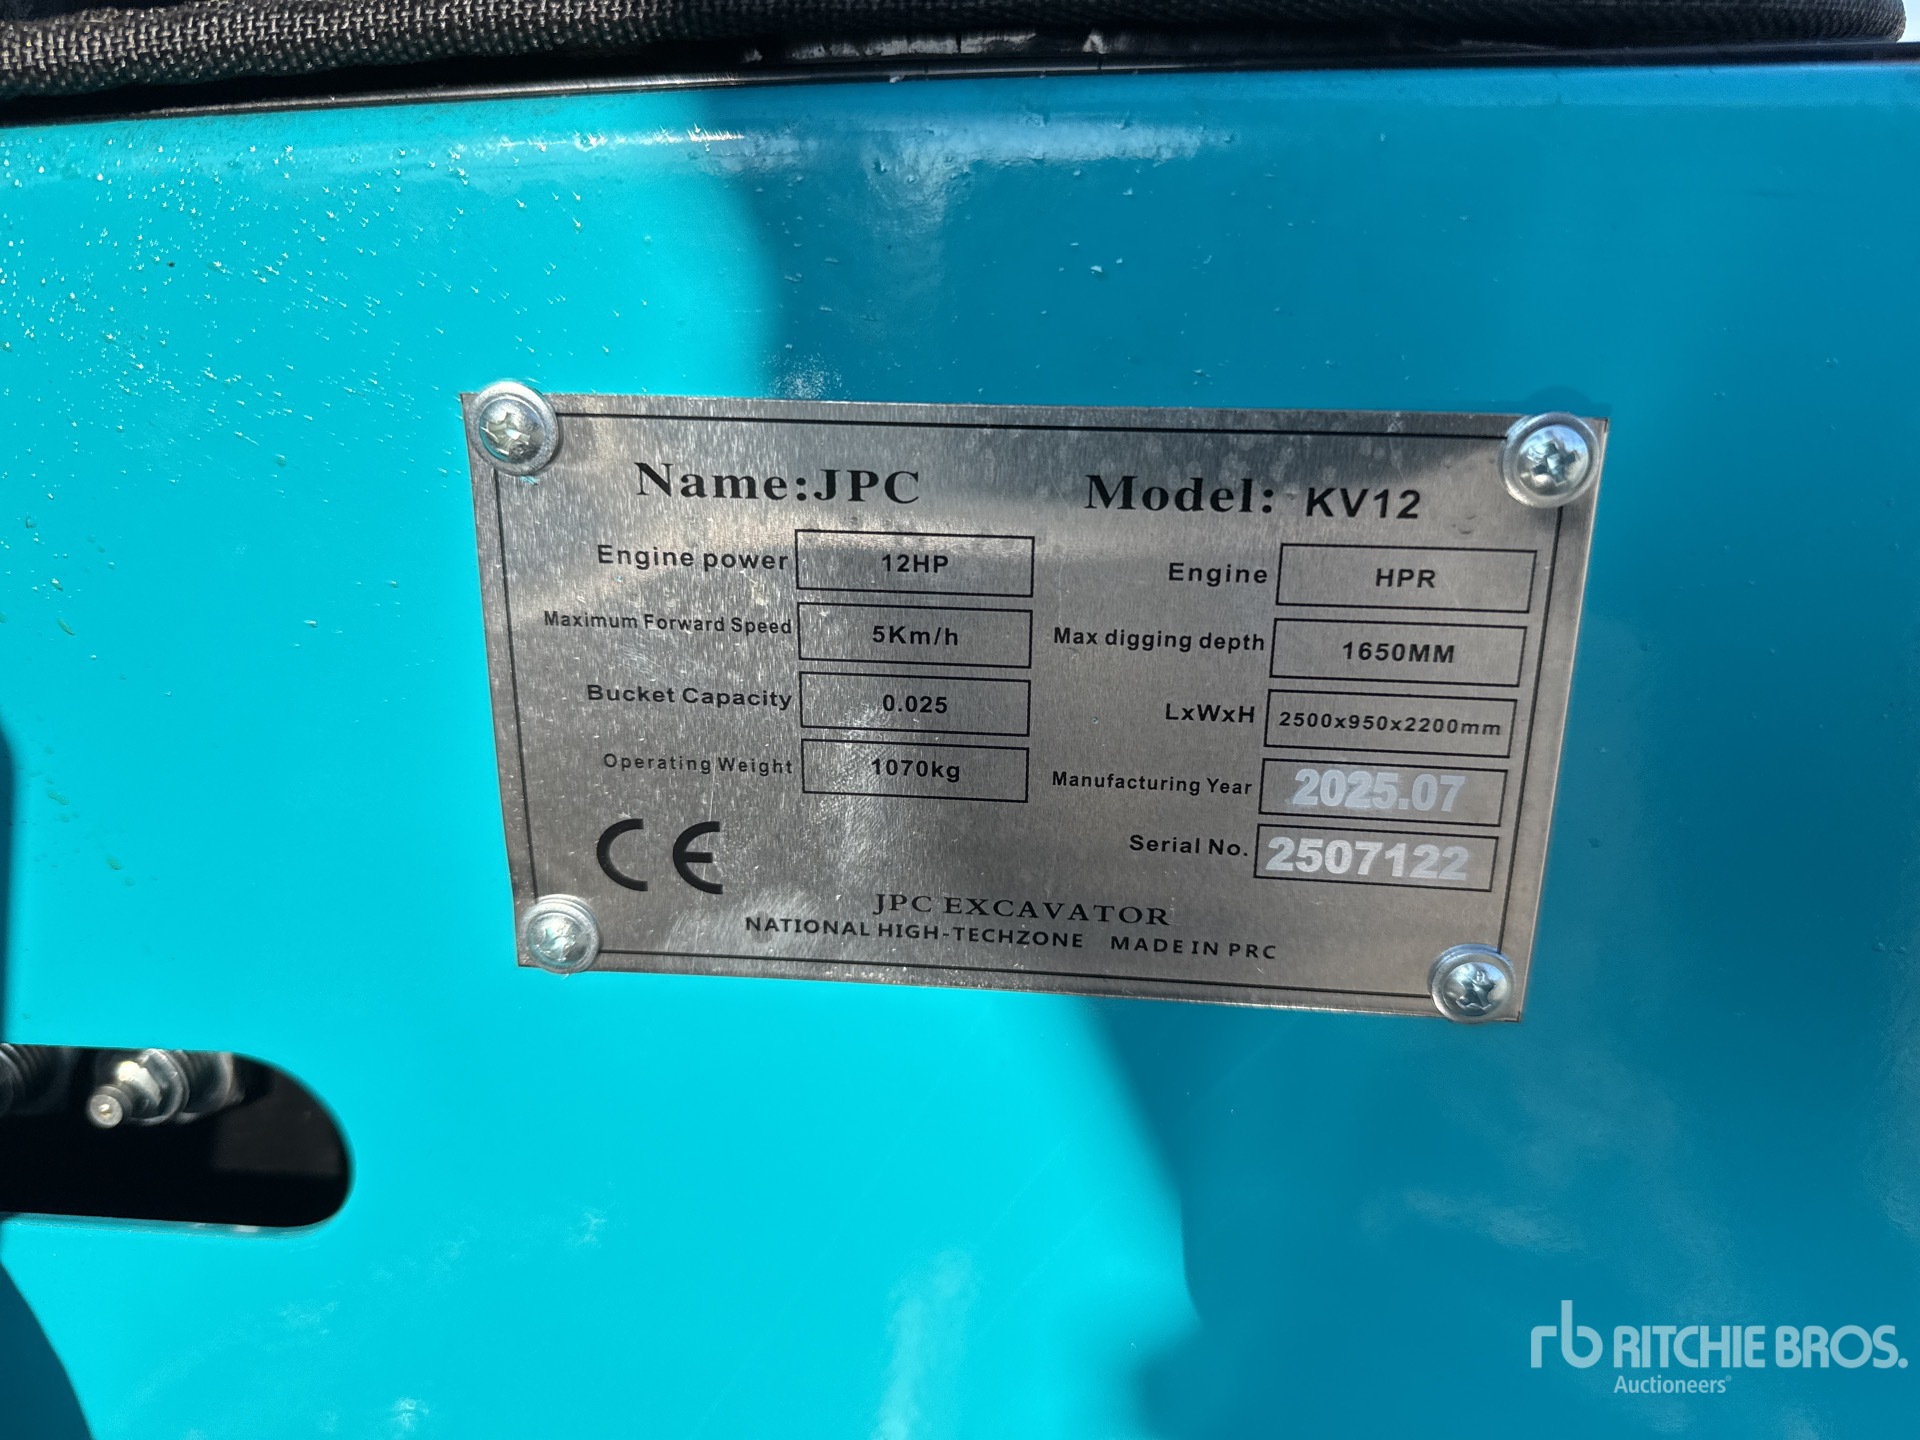 Name:JPC Model: KV12
Engine power 12HP Engine HPR
Maximum Forward Speed 5Km/h Max digging depth 1650MM
Bucket Capacity 0.025 LxWxH 2500x950x2200mm
Operating Weight 1070kg Manufacturing Year 2025.07
CE Serial No. 2507122
JPC EXCAVATOR
NATIONAL HIGH-TECHZONE MADE IN PRC
rb RITCHIE BROS.
Auctioneers